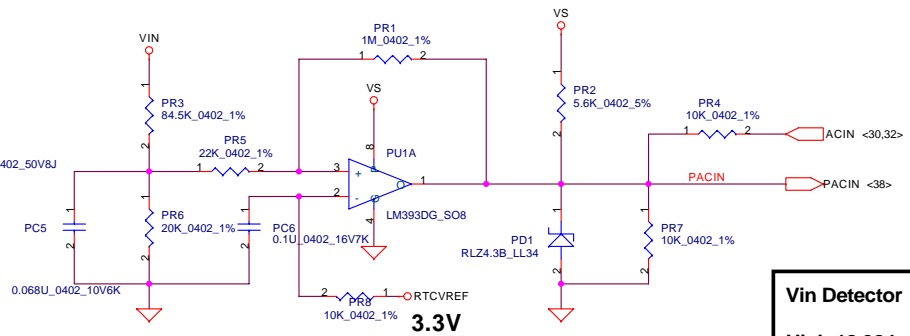 VS
PR1
1M_0402_1%
1
2
VIN
VS
PR2
5.6K_0402_5%
1
2
PR3
84.5K_0402_1%
1
2
PR4
10K_0402_1%
1
2
ACIN <30,32>
PR5
22K_0402_1%
1
2
8
PU1A
3
+
2
-
1
4
LM393DG_SO8
PACIN
PACIN <38>
402_50V8J
PC5
1
2
0.068U_0402_10V6K
PR6
20K_0402_1%
1
2
PC6
0.1U_0402_16V7K
1
2
PD1
RLZ4.3B_LL34
1
2
PR7
10K_0402_1%
1
2
2
1
RTCVREF
PR8
10K_0402_1%
3.3V
Vin Detector